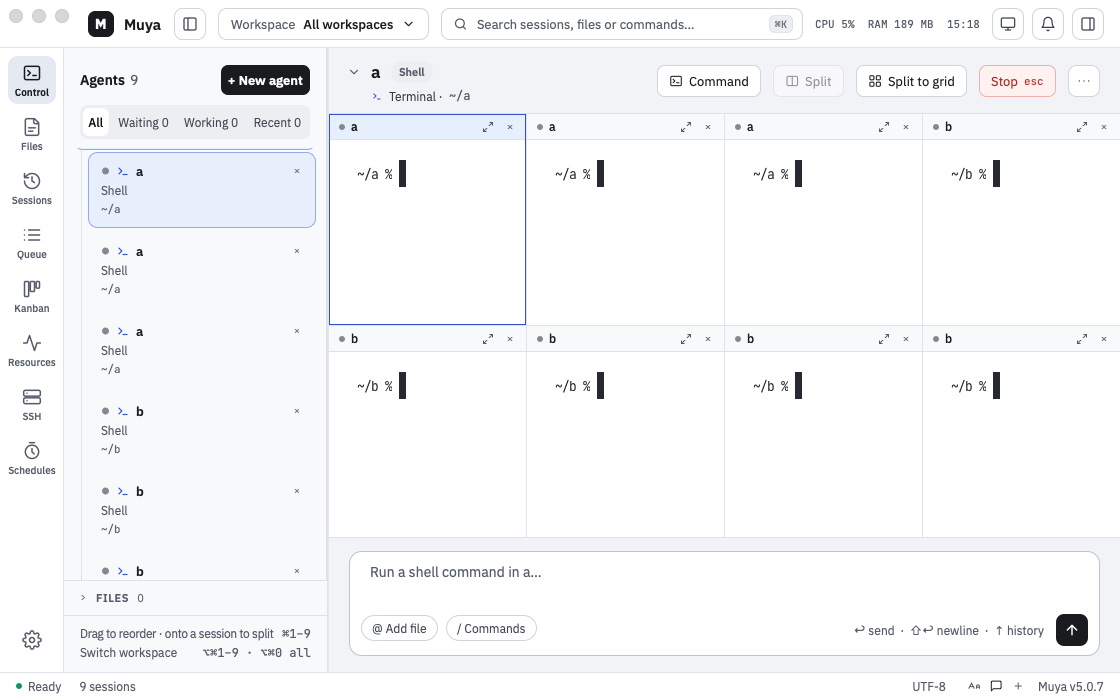 M Muya Workspace All workspaces Search sessions, files or commands... ⌘K CPU 5% RAM 189 MB 15:18
Control
Files
Sessions
Queue
Kanban
Resources
SSH
Schedules
Agents 9 + New agent
All Waiting 0 Working 0 Recent 0
>_ a ×
Shell
~/a
>_ a ×
Shell
~/a
>_ a ×
Shell
~/a
>_ b ×
Shell
~/b
>_ b ×
Shell
~/b
>_ b ×
› FILES 0
Drag to reorder · onto a session to split ⌘1–9
Switch workspace ⌥⌘1–9 · ⌥⌘0 all
a Shell
>_ Terminal · ~/a
Command Split Split to grid Stop esc ···
a × a × a × b ×
~/a % ~/a % ~/a % ~/b %
b × b × b × b ×
~/b % ~/b % ~/b % ~/b %
Run a shell command in a...
@ Add file / Commands ↩ send · ⇧↩ newline · ↑ history
Ready 9 sessions UTF-8 Aa + Muya v5.0.7